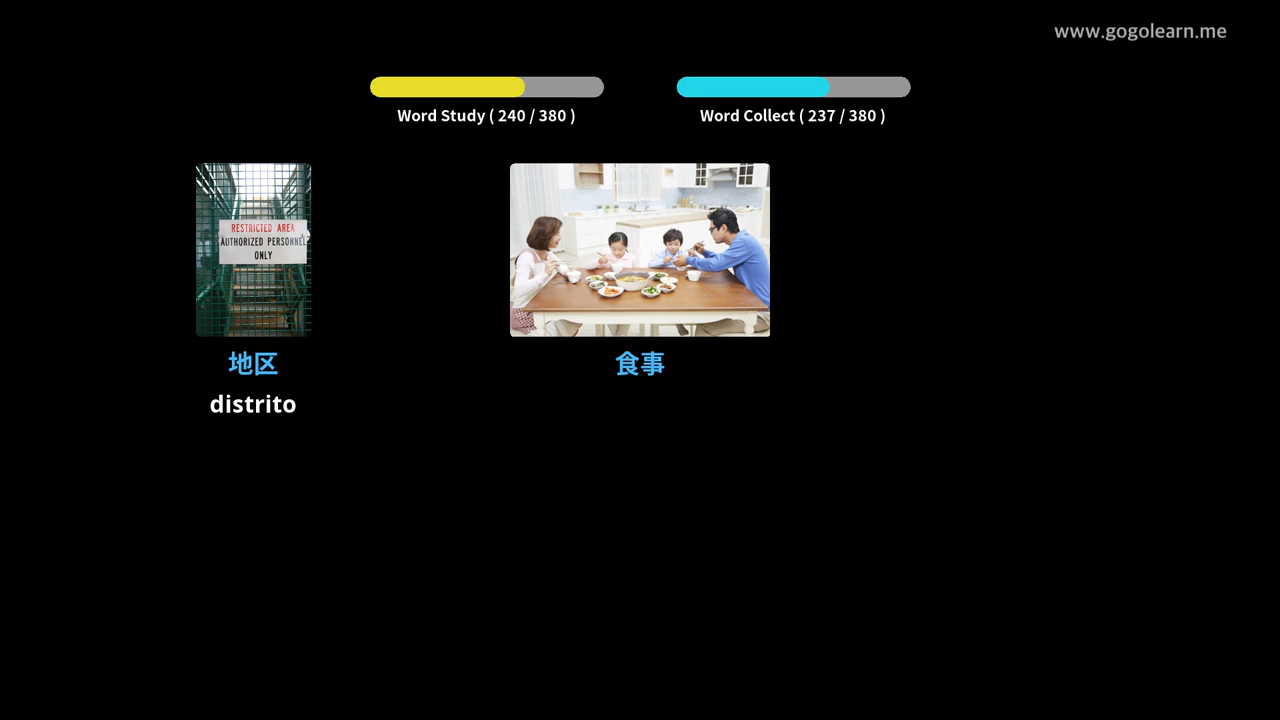 www.gogolearn.me
Word Study ( 240 / 380 )
Word Collect ( 237 / 380 )
RESTRICTED AREA
AUTHORIZED PERSONNEL
ONLY
地区
食事
distrito